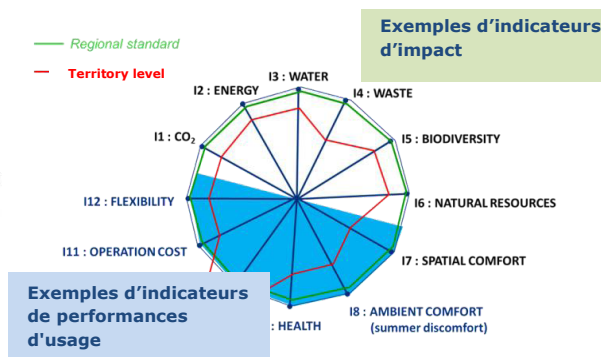 Exemples d’indicateurs
d’impact
Regional standard
Territory level
I3 : WATER
I2 : ENERGY
I4 : WASTE
I1 : CO2
I5 : BIODIVERSITY
I12 : FLEXIBILITY
I6 : NATURAL RESOURCES
I11 : OPERATION COST
I7 : SPATIAL COMFORT
Exemples d’indicateurs
de performances
d'usage
: HEALTH
I8 : AMBIENT COMFORT
(summer discomfort)